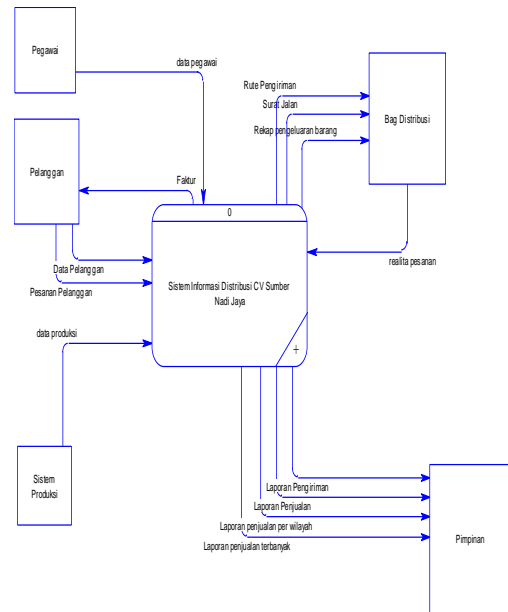 Pegawai
data pegawai
Rute Pengiriman
Surat Jalan
Rekap pengeluaran barang
Bag Distribusi
Pelanggan
Faktur
0
Data Pelanggan
Pesanan Pelanggan
Sistem Informasi Distribusi CV Sumber
Nadi Jaya
realita pesanan
data produksi
+
Sistem
Produksi
Laporan Pengiriman
Laporan Penjualan
Laporan penjualan per wilayah
Laporan penjualan terbanyak
Pimpinan